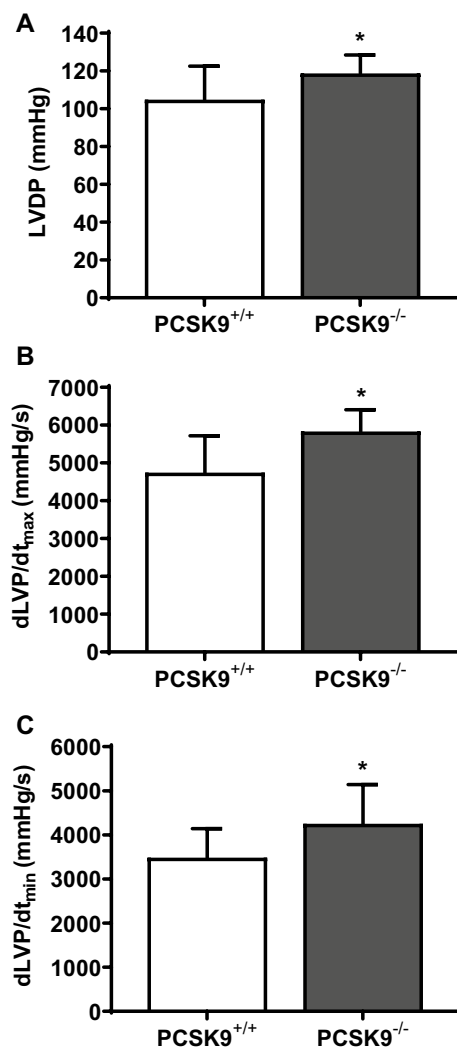 A
LVDP (mmHg)
140
120
100
80
60
40
20
0
*
PCSK9+/+ PCSK9-/-
B
dLVP/dtmax (mmHg/s)
7000
6000
5000
4000
3000
2000
1000
0
*
PCSK9+/+ PCSK9-/-
C
dLVP/dtmin (mmHg/s)
6000
5000
4000
3000
2000
1000
0
*
PCSK9+/+ PCSK9-/-